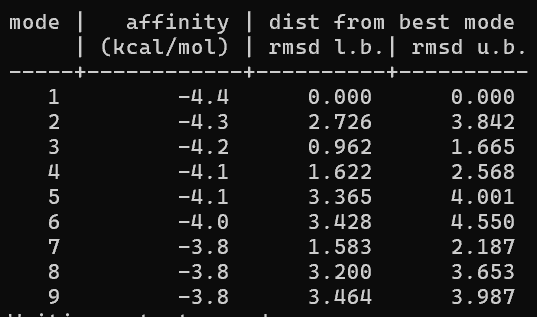 mode |   affinity | dist from best mode
     | (kcal/mol) | rmsd l.b.| rmsd u.b.
-----+------------+----------+----------
   1       -4.4      0.000      0.000
   2       -4.3      2.726      3.842
   3       -4.2      0.962      1.665
   4       -4.1      1.622      2.568
   5       -4.1      3.365      4.001
   6       -4.0      3.428      4.550
   7       -3.8      1.583      2.187
   8       -3.8      3.200      3.653
   9       -3.8      3.464      3.987